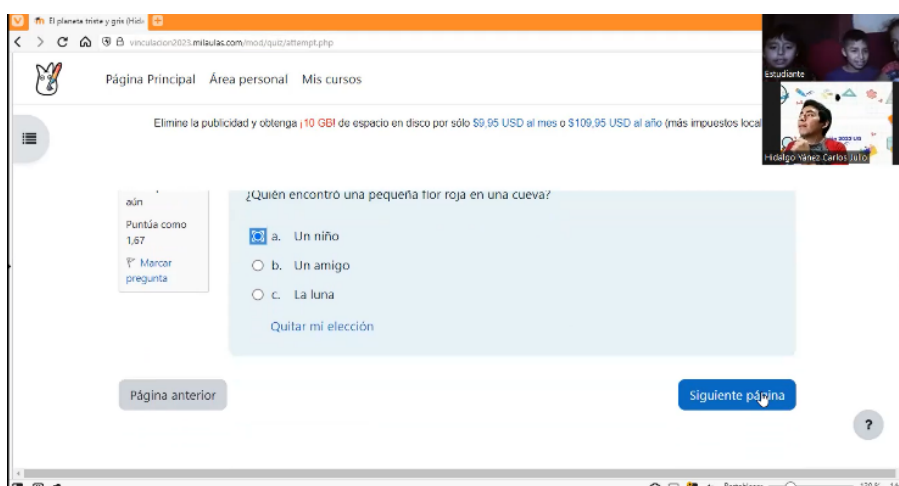 El planeta triste y gris (Hida
vinculacion2023.milaulas.com/mod/quiz/attempt.php
Página Principal Área personal Mis cursos
Elimine la publicidad y obtenga ¡10 GB! de espacio en disco por sólo $9,95 USD al mes o $109,95 USD al año (más impuestos local
Estudiante
Hidalgo Yánez Carlos Julio
aún
Puntúa como
1,67
Marcar
pregunta
¿Quién encontró una pequeña flor roja en una cueva?
a. Un niño
b. Un amigo
c. La luna
Quitar mi elección
Página anterior
Siguiente página
?